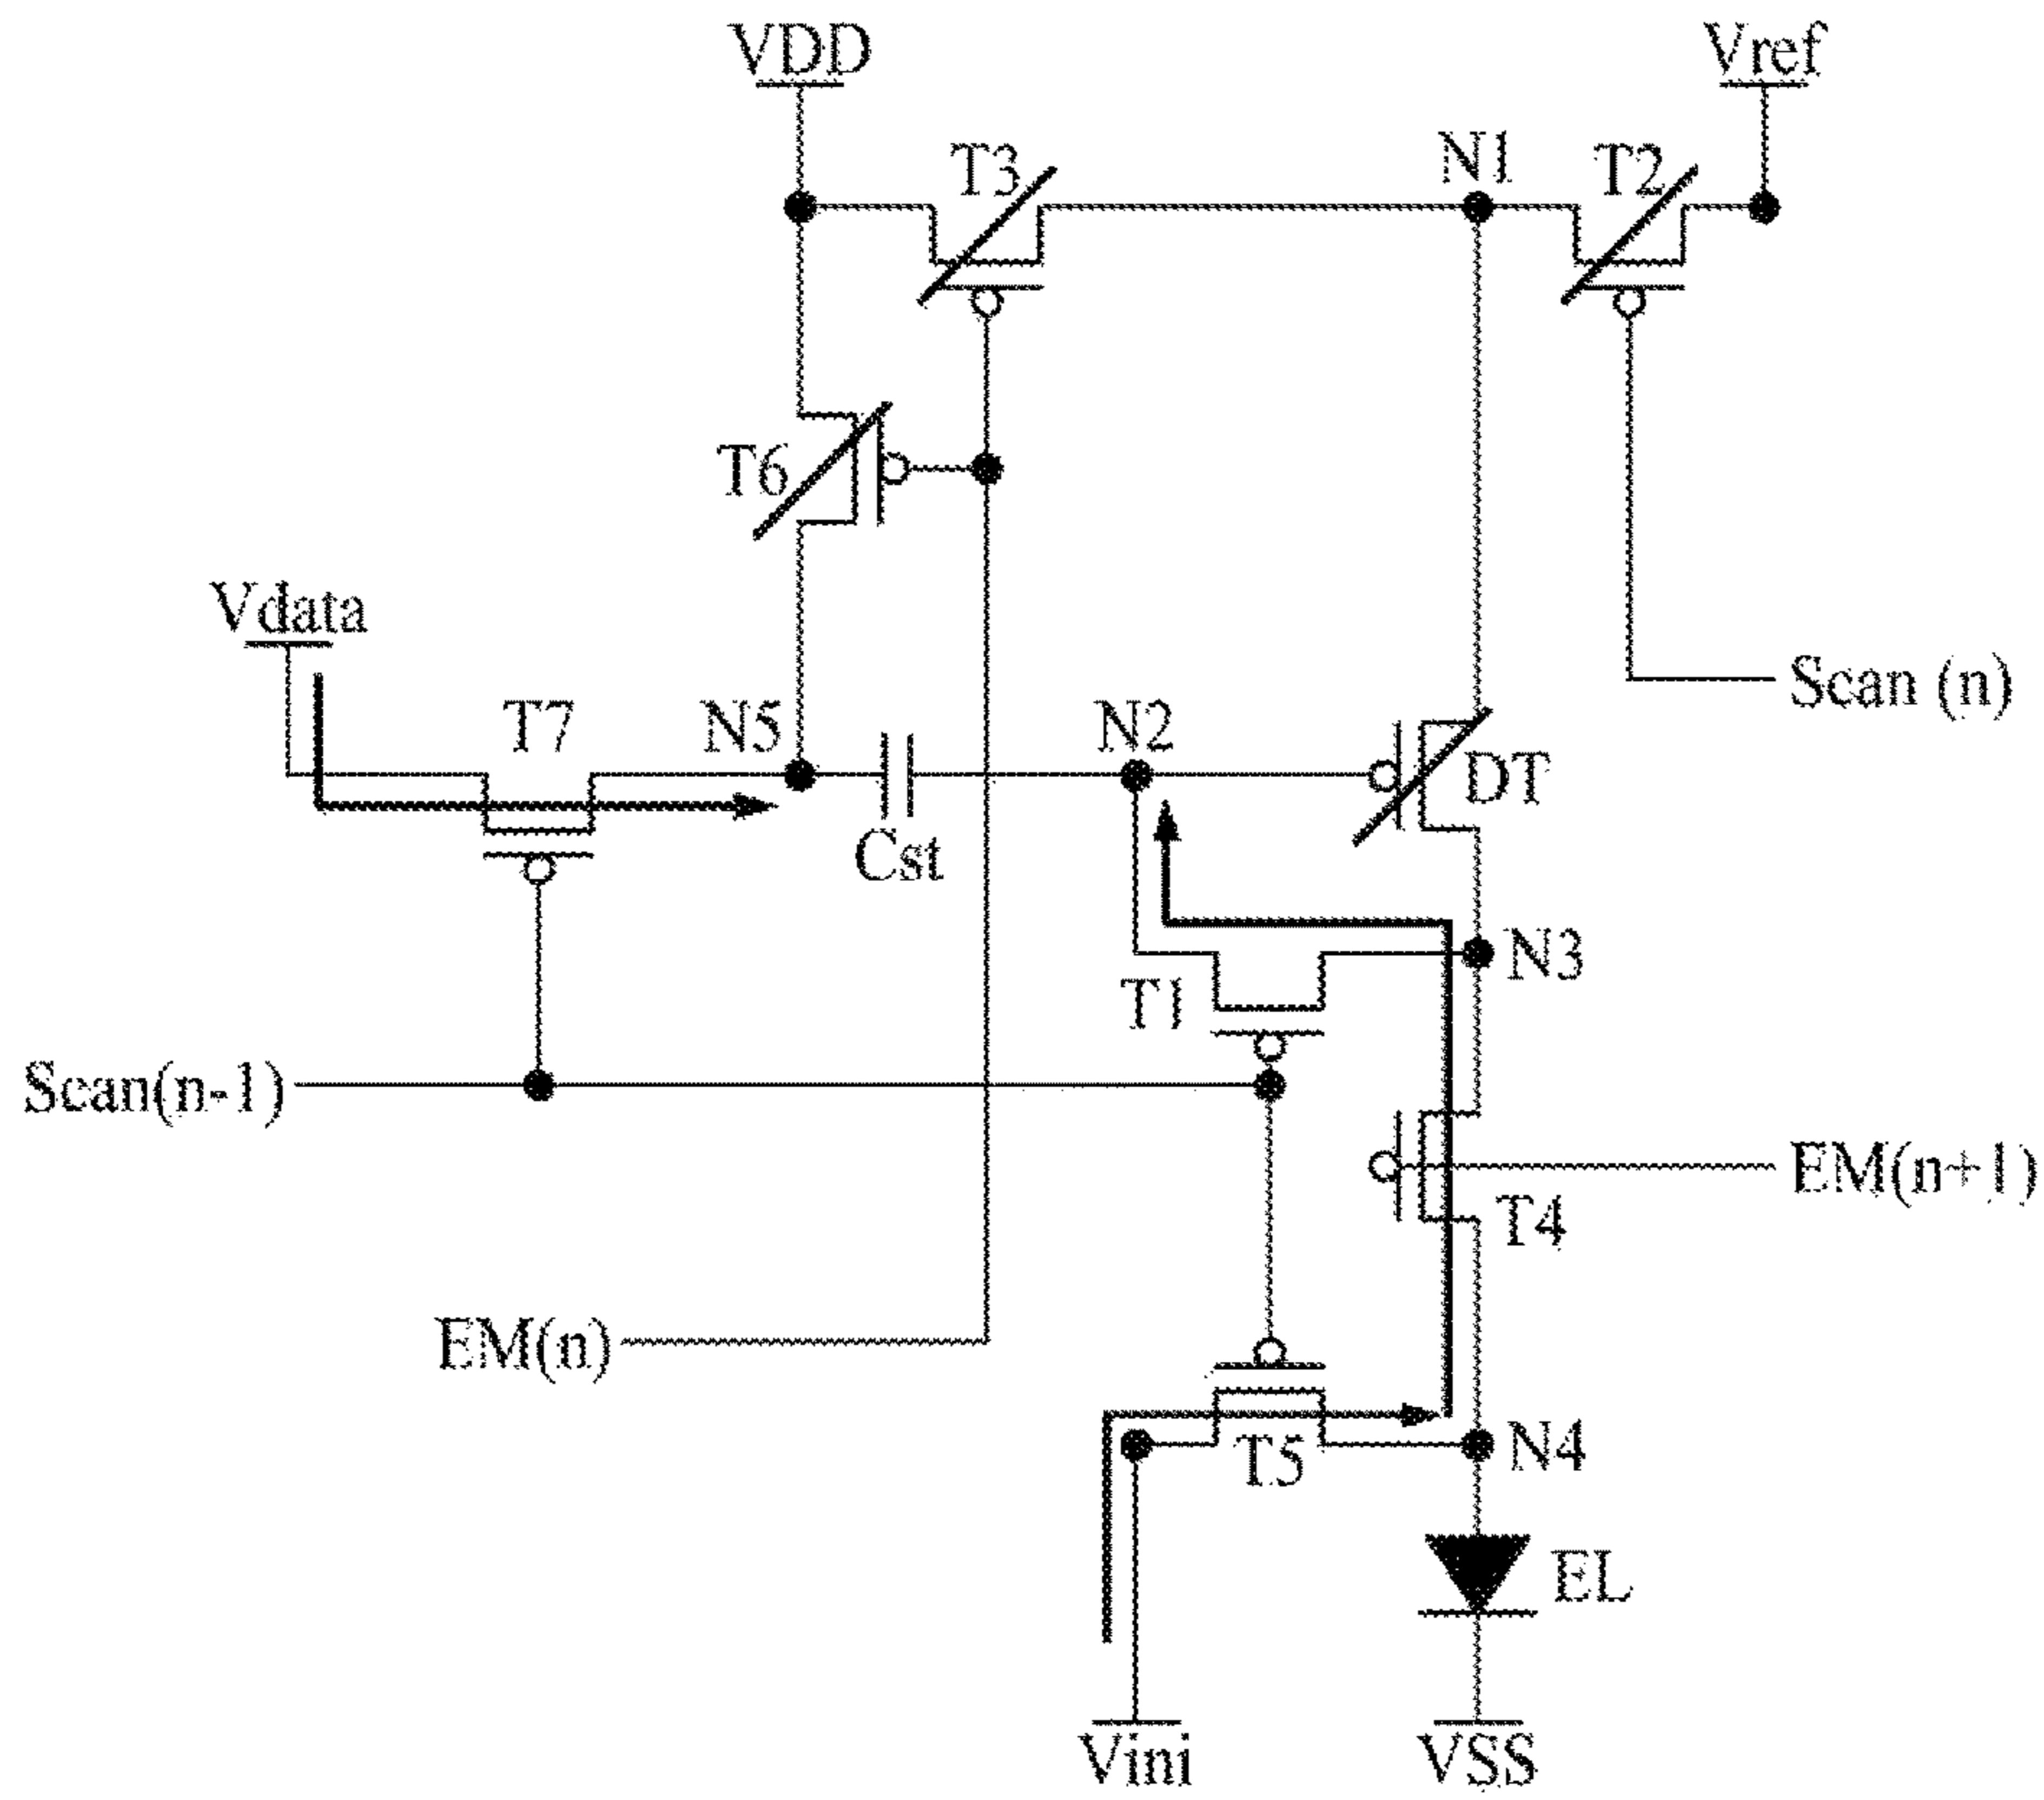 VDD
Vref
T3
N1
T2
T6
Vdata
Scan (n)
T7
N5
N2
DT
Cst
N3
T1
Scan(n-1)
EM(n+1)
T4
EM(n)
N4
T5
EL
Vini
VSS